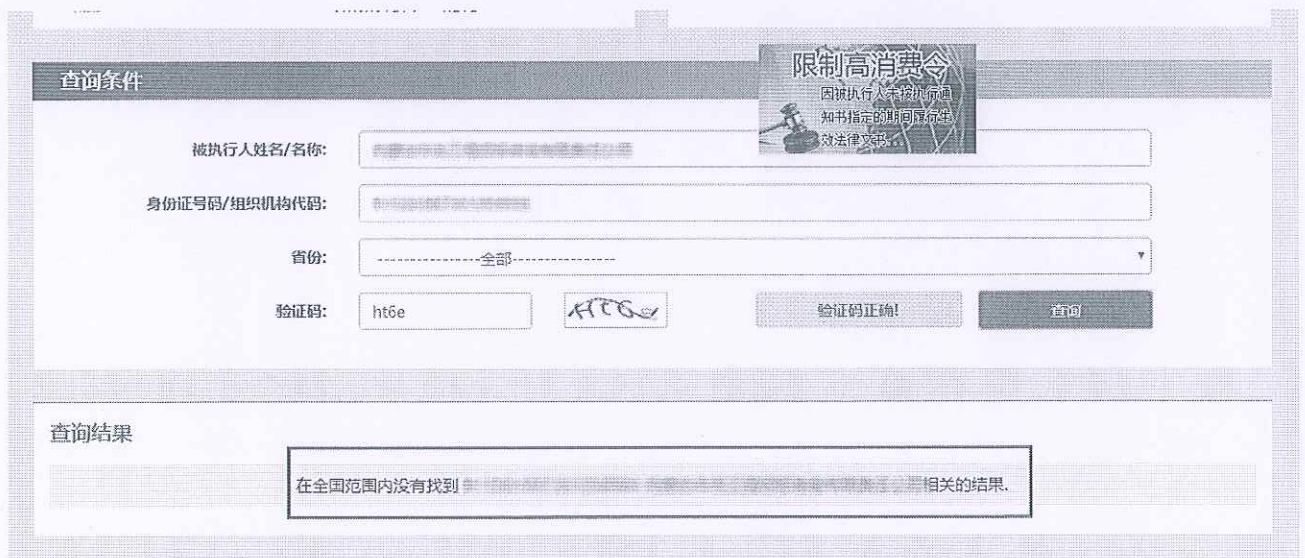 查询条件
限制高消费令
因被执行人未按执行通
知书指定的期间履行生
效法律文书...
被执行人姓名/名称:
身份证号码/组织机构代码:
省份: -----------------全部----------------
验证码: ht6e 验证码正确! 查询
查询结果
在全国范围内没有找到 相关的结果.